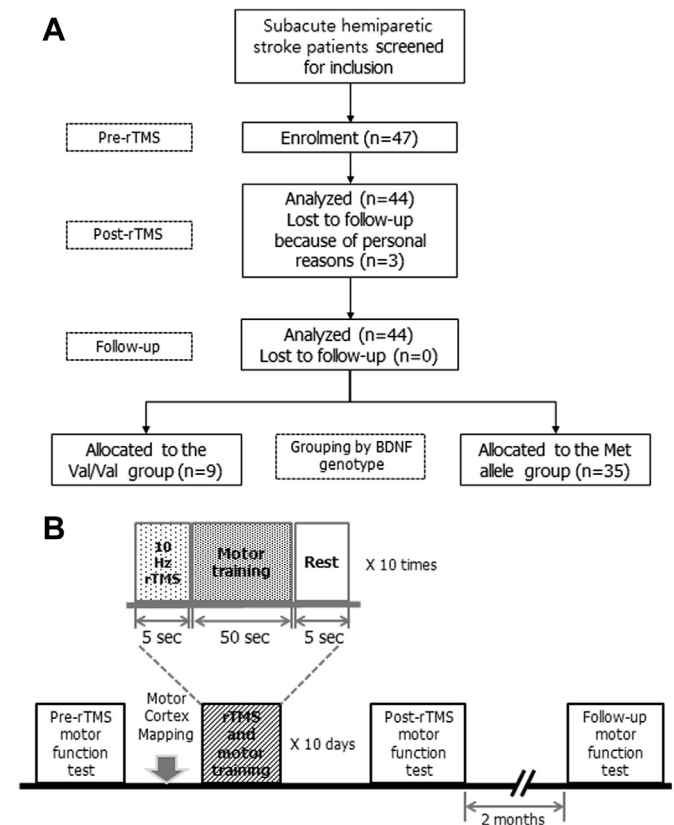 A
Subacute hemiparetic
stroke patients screened
for inclusion
Pre-rTMS
Enrolment (n=47)
Post-rTMS
Analyzed (n=44)
Lost to follow-up
because of personal
reasons (n=3)
Follow-up
Analyzed (n=44)
Lost to follow-up (n=0)
Allocated to the
Val/Val group (n=9)
Grouping by BDNF
genotype
Allocated to the Met
allele group (n=35)
B
10
Hz
rTMS
Motor
training
Rest
X 10 times
5 sec
50 sec
5 sec
Pre-rTMS
motor
function
test
Motor
Cortex
Mapping
rTMS
and
motor
training
X 10 days
Post-rTMS
motor
function
test
Follow-up
motor
function
test
2 months